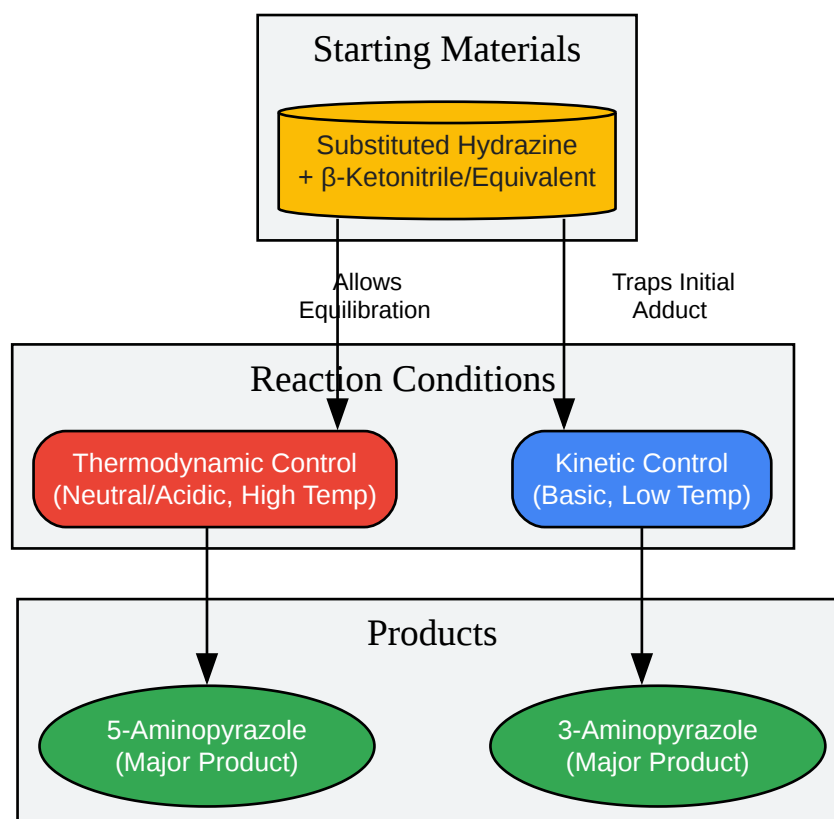 Starting Materials
Substituted Hydrazine
+ β-Ketonitrile/Equivalent
Allows
Equilibration
Traps Initial
Adduct
Reaction Conditions
Thermodynamic Control
(Neutral/Acidic, High Temp)
Kinetic Control
(Basic, Low Temp)
Products
5-Aminopyrazole
(Major Product)
3-Aminopyrazole
(Major Product)